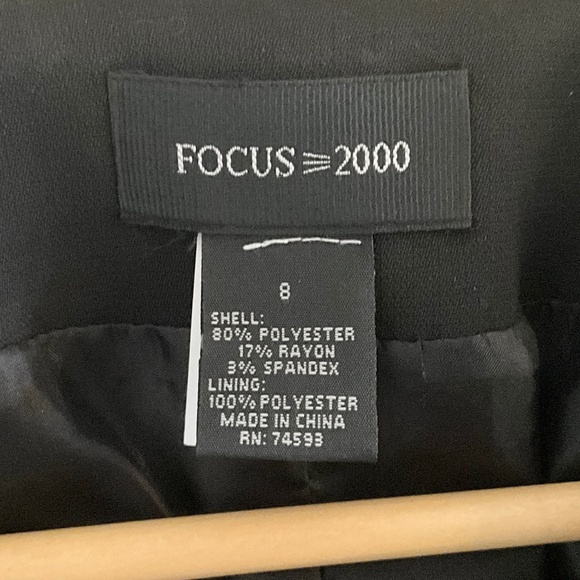 FOCUS 2000
8
SHELL:
80% POLYESTER
17% RAYON
3% SPANDEX
LINING:
100% POLYESTER
MADE IN CHINA
RN: 74593